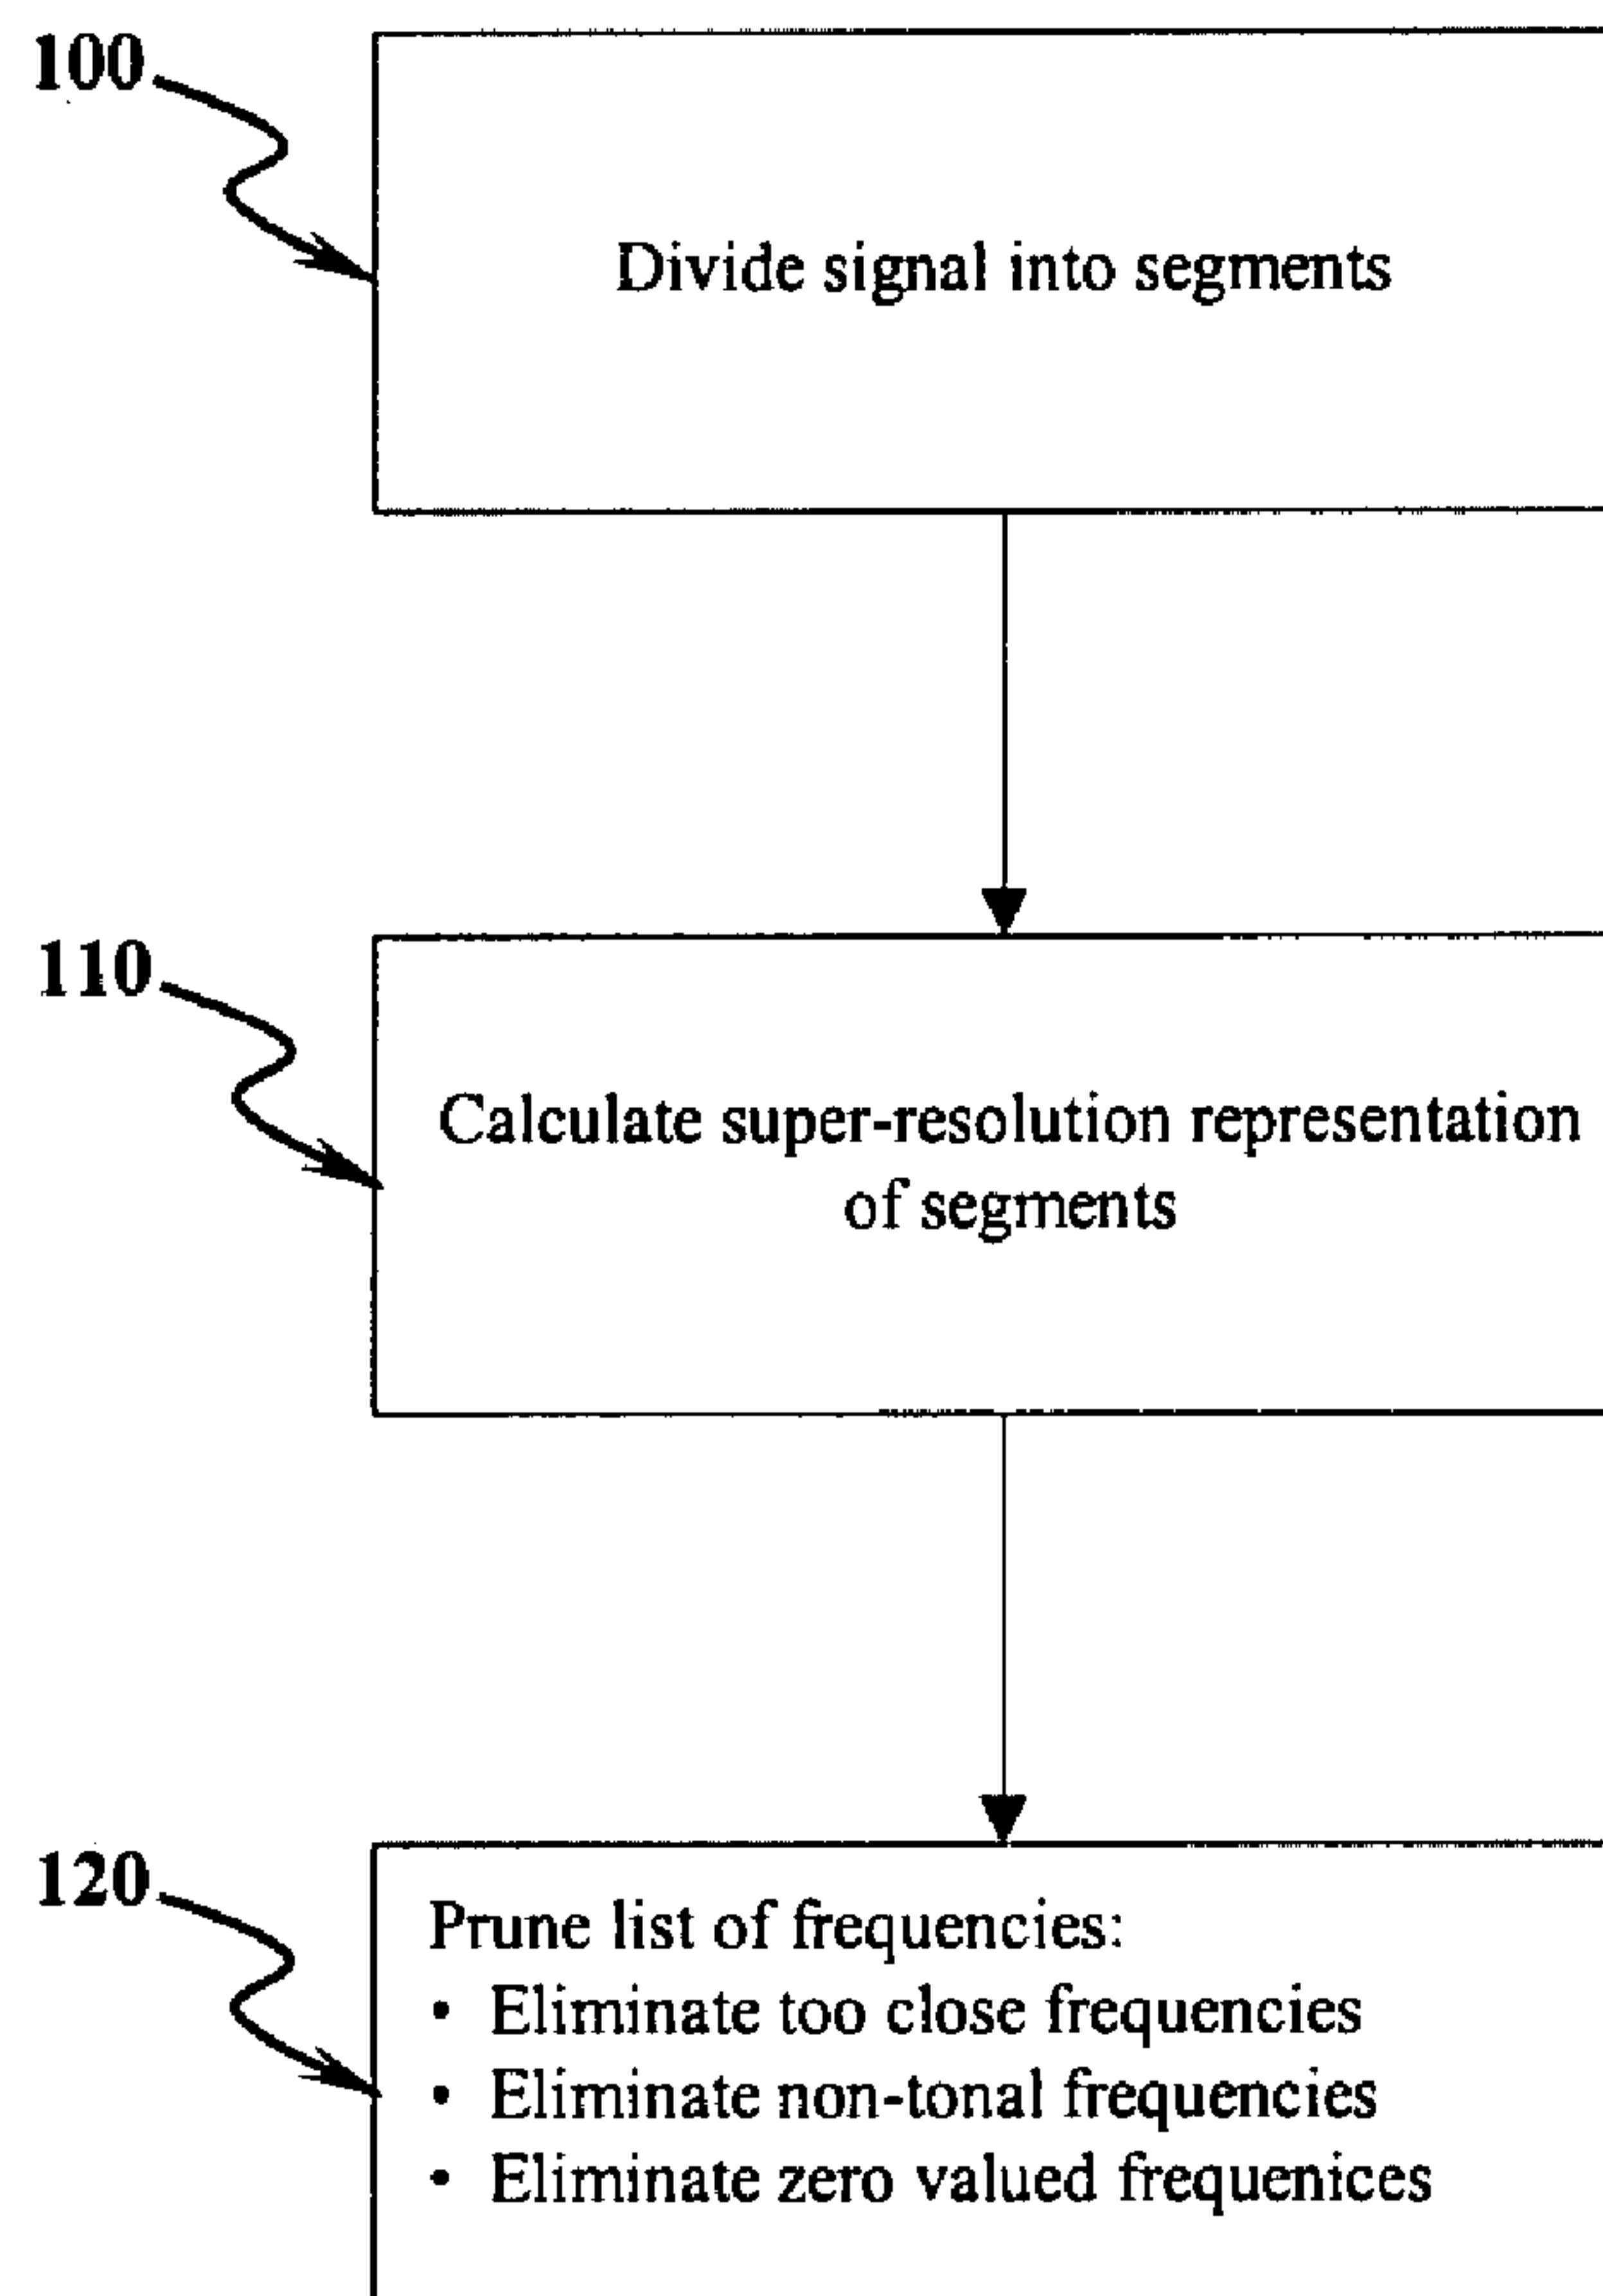 100
Divide signal into segments
110
Calculate super-resolution representation
of segments
120
Prune list of frequencies:
• Eliminate too close frequencies
• Eliminate non-tonal frequencies
• Eliminate zero valued frequenices